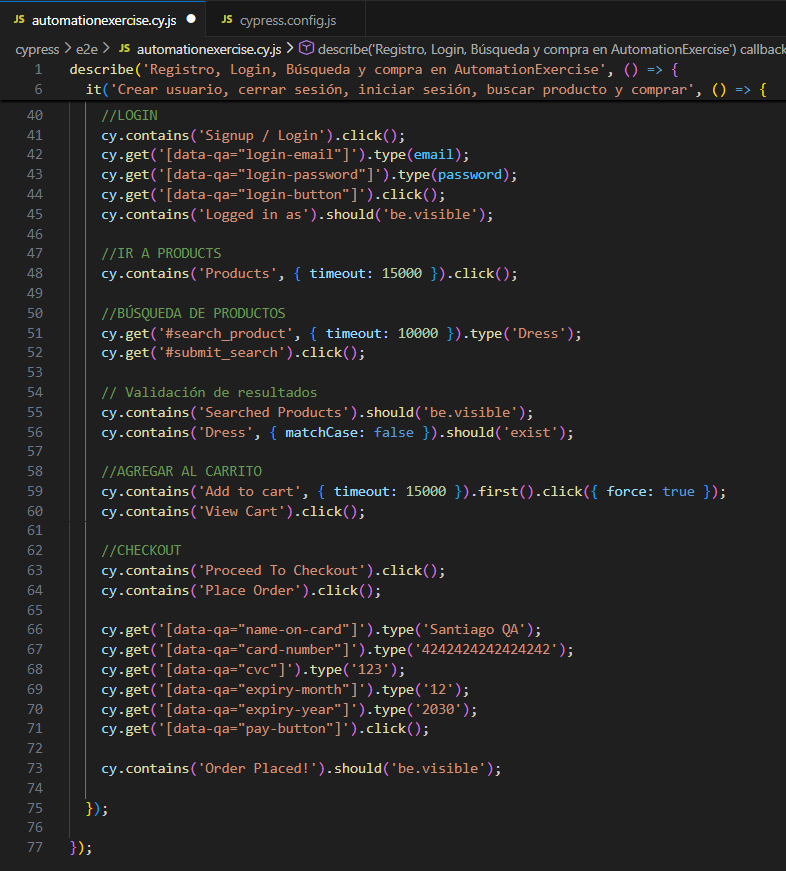 JS automationexercise.cy.js ● JS cypress.config.js
cypress > e2e > JS automationexercise.cy.js > describe('Registro, Login, Búsqueda y compra en AutomationExercise') callback
1 describe('Registro, Login, Búsqueda y compra en AutomationExercise', () => {
6 it('Crear usuario, cerrar sesión, iniciar sesión, buscar producto y comprar', () => {
40 //LOGIN
41 cy.contains('Signup / Login').click();
42 cy.get('[data-qa="login-email"]').type(email);
43 cy.get('[data-qa="login-password"]').type(password);
44 cy.get('[data-qa="login-button"]').click();
45 cy.contains('Logged in as').should('be.visible');
46
47 //IR A PRODUCTS
48 cy.contains('Products', { timeout: 15000 }).click();
49
50 //BÚSQUEDA DE PRODUCTOS
51 cy.get('#search_product', { timeout: 10000 }).type('Dress');
52 cy.get('#submit_search').click();
53
54 // Validación de resultados
55 cy.contains('Searched Products').should('be.visible');
56 cy.contains('Dress', { matchCase: false }).should('exist');
57
58 //AGREGAR AL CARRITO
59 cy.contains('Add to cart', { timeout: 15000 }).first().click({ force: true });
60 cy.contains('View Cart').click();
61
62 //CHECKOUT
63 cy.contains('Proceed To Checkout').click();
64 cy.contains('Place Order').click();
65
66 cy.get('[data-qa="name-on-card"]').type('Santiago QA');
67 cy.get('[data-qa="card-number"]').type('4242424242424242');
68 cy.get('[data-qa="cvc"]').type('123');
69 cy.get('[data-qa="expiry-month"]').type('12');
70 cy.get('[data-qa="expiry-year"]').type('2030');
71 cy.get('[data-qa="pay-button"]').click();
72
73 cy.contains('Order Placed!').should('be.visible');
74
75 });
76
77 });